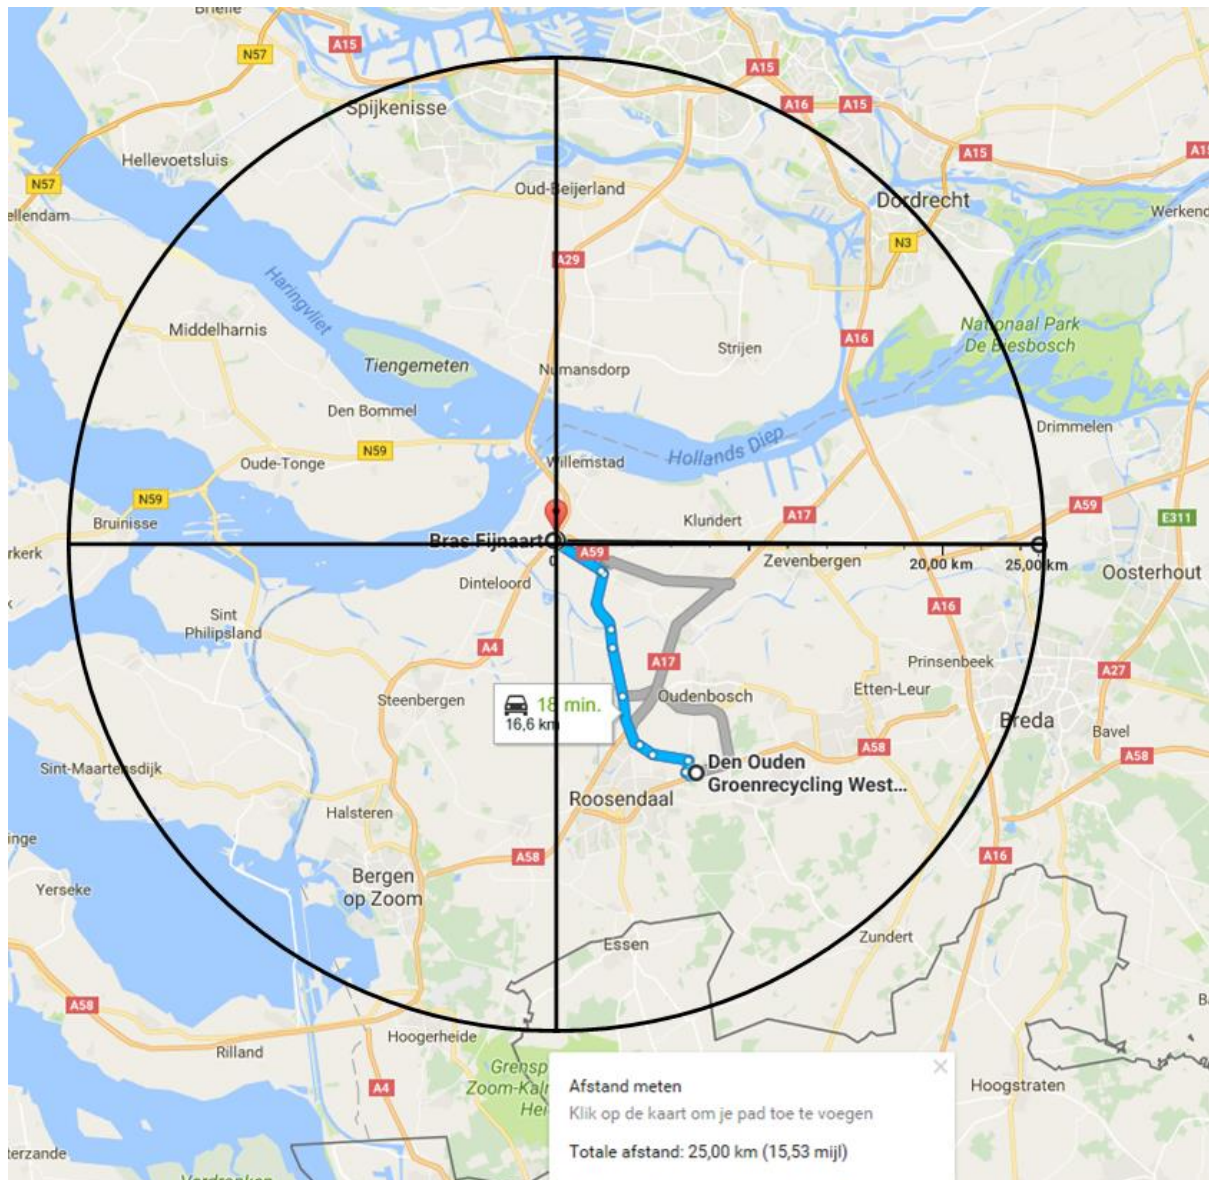 Brielle
A15
N57
A15
Spijkenisse
A16
A15
Hellevoetsluis
A15
N57
Oud-Beijerland
Dordrecht
ellendam
Werkend
N3
A29
Haringvliet
Nationaal Park
De Biesbosch
Middelharnis
A16
Strijen
Tiengemeten
Numansdorp
Den Bommel
Drimmelen
Hollands Diep
N59
Oude-Tonge
Willemstad
N59
A59
Bruinisse
Klundert
A17
E311
Bras Fijnaart
rkerk
A59
0
Zevenbergen
20,00 km
25,00 km
Oosterhout
Dinteloord
A16
Sint
Philipsland
A4
A17
Prinsenbeek
A27
Steenbergen
Oudenbosch
Etten-Leur
18 min.
16,6 km
Breda
Bavel
A58
A58
Sint-Maartensdijk
Den Ouden
Groenrecycling West...
Roosendaal
Halsteren
inge
A58
A16
Bergen
op Zoom
Yerseke
Essen
Zundert
A58
Hoogerheide
Rilland
Grensp
Zoom-Kal
Hei
A4
Hoogstraten
Afstand meten
Klik op de kaart om je pad toe te voegen
Totale afstand: 25,00 km (15,53 mijl)
terzande